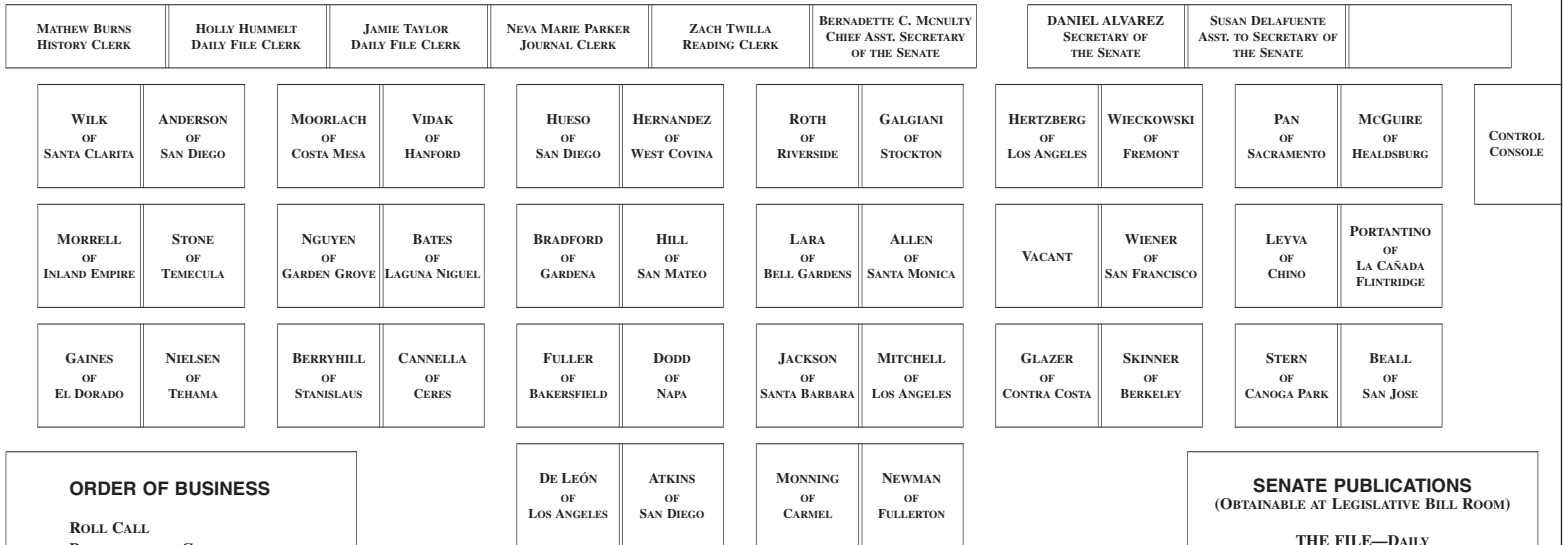 MATHEW BURNS
HISTORY CLERK
HOLLY HUMMELT
DAILY FILE CLERK
JAMIE TAYLOR
DAILY FILE CLERK
NEVA MARIE PARKER
JOURNAL CLERK
ZACH TWILLA
READING CLERK
BERNADETTE C. MCNULTY
CHIEF ASST. SECRETARY
OF THE SENATE
DANIEL ALVAREZ
SECRETARY OF
THE SENATE
SUSAN DELAFUENTE
ASST. TO SECRETARY OF
THE SENATE
WILK
OF
SANTA CLARITA
ANDERSON
OF
SAN DIEGO
MOORLACH
OF
COSTA MESA
VIDAK
OF
HANFORD
HUESO
OF
SAN DIEGO
HERNANDEZ
OF
WEST COVINA
ROTH
OF
RIVERSIDE
GALGIANI
OF
STOCKTON
HERTZBERG
OF
LOS ANGELES
WIECKOWSKI
OF
FREMONT
PAN
OF
SACRAMENTO
MCGUIRE
OF
HEALDSBURG
CONTROL
CONSOLE
MORRELL
OF
INLAND EMPIRE
STONE
OF
TEMECULA
NGUYEN
OF
GARDEN GROVE
BATES
OF
LAGUNA NIGUEL
BRADFORD
OF
GARDENA
HILL
OF
SAN MATEO
LARA
OF
BELL GARDENS
ALLEN
OF
SANTA MONICA
VACANT
WIENER
OF
SAN FRANCISCO
LEYVA
OF
CHINO
PORTANTINO
OF
LA CAÑADA
FLINTRIDGE
GAINES
OF
EL DORADO
NIELSEN
OF
TEHAMA
BERRYHILL
OF
STANISLAUS
CANNELLA
OF
CERES
FULLER
OF
BAKERSFIELD
DODD
OF
NAPA
JACKSON
OF
SANTA BARBARA
MITCHELL
OF
LOS ANGELES
GLAZER
OF
CONTRA COSTA
SKINNER
OF
BERKELEY
STERN
OF
CANOGA PARK
BEALL
OF
SAN JOSE
DE LEÓN
OF
LOS ANGELES
ATKINS
OF
SAN DIEGO
MONNING
OF
CARMEL
NEWMAN
OF
FULLERTON
ORDER OF BUSINESS
ROLL CALL
SENATE PUBLICATIONS
(OBTAINABLE AT LEGISLATIVE BILL ROOM)
THE FILE—DAILY